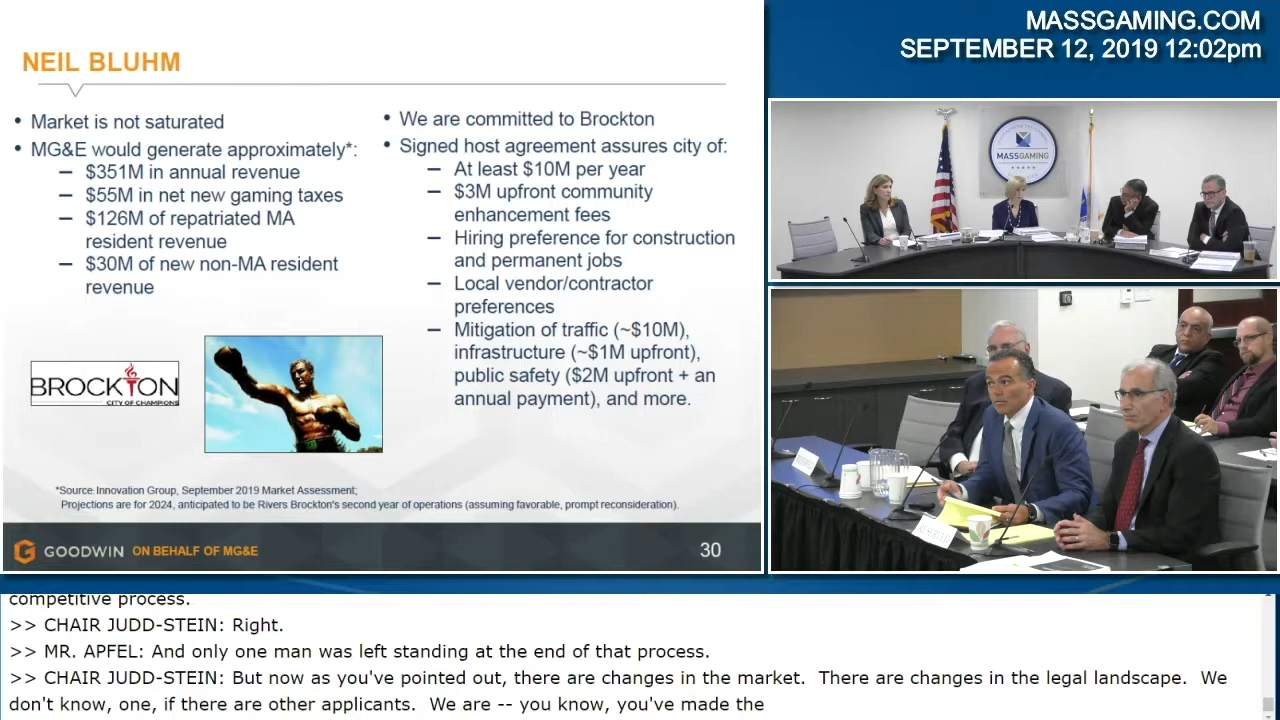 MASSGAMING.COM
SEPTEMBER 12, 2019 12:02pm
NEIL BLUHM
• Market is not saturated
• MG&E would generate approximately*:
– $351M in annual revenue
– $55M in net new gaming taxes
– $126M of repatriated MA
resident revenue
– $30M of new non-MA resident
revenue
• We are committed to Brockton
• Signed host agreement assures city of:
– At least $10M per year
– $3M upfront community
enhancement fees
– Hiring preference for construction
and permanent jobs
– Local vendor/contractor
preferences
– Mitigation of traffic (~$10M),
infrastructure (~$1M upfront),
public safety ($2M upfront + an
annual payment), and more.
BROCKTON
CITY OF CHAMPIONS
*Source: Innovation Group, September 2019 Market Assessment;
Projections are for 2024, anticipated to be Rivers Brockton's second year of operations (assuming favorable, prompt reconsideration).
GOODWIN ON BEHALF OF MG&E
30
MASSGAMING
RESERVED
competitive process.
>> CHAIR JUDD-STEIN: Right.
>> MR. APFEL: And only one man was left standing at the end of that process.
>> CHAIR JUDD-STEIN: But now as you've pointed out, there are changes in the market. There are changes in the legal landscape. We
don't know, one, if there are other applicants. We are -- you know, you've made the